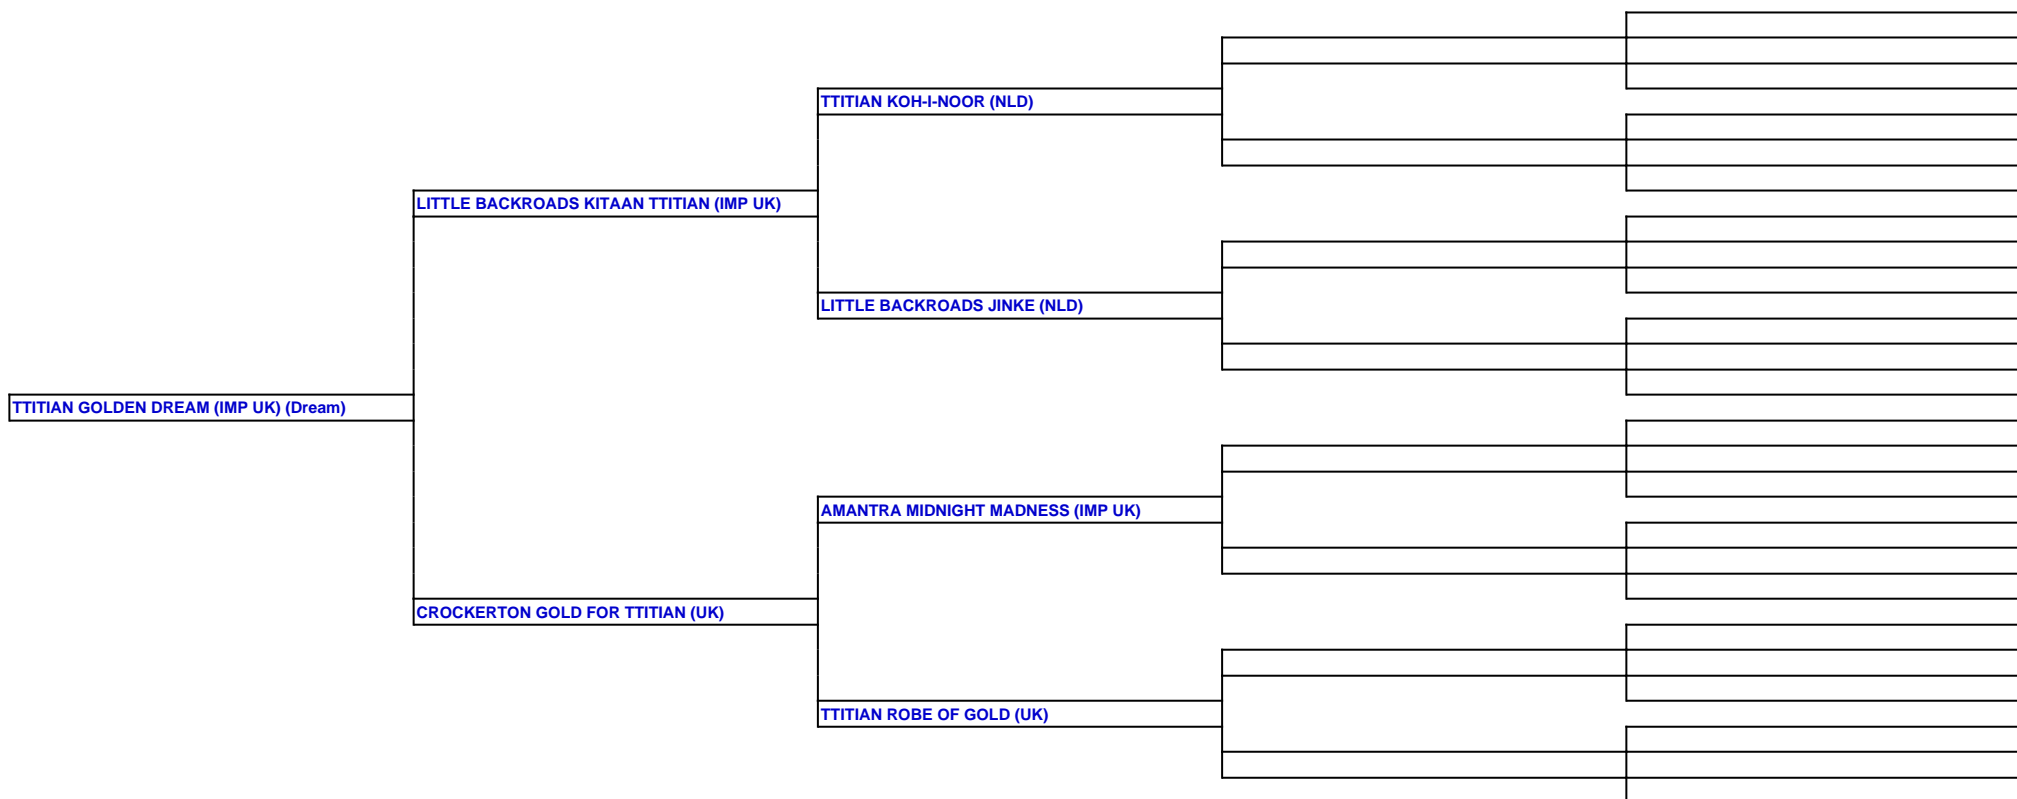 TTITIAN KOH-I-NOOR (NLD)
LITTLE BACKROADS KITAAN TTITIAN (IMP UK)
LITTLE BACKROADS JINKE (NLD)
TTITIAN GOLDEN DREAM (IMP UK) (Dream)
AMANTRA MIDNIGHT MADNESS (IMP UK)
CROCKERTON GOLD FOR TTITIAN (UK)
TTITIAN ROBE OF GOLD (UK)